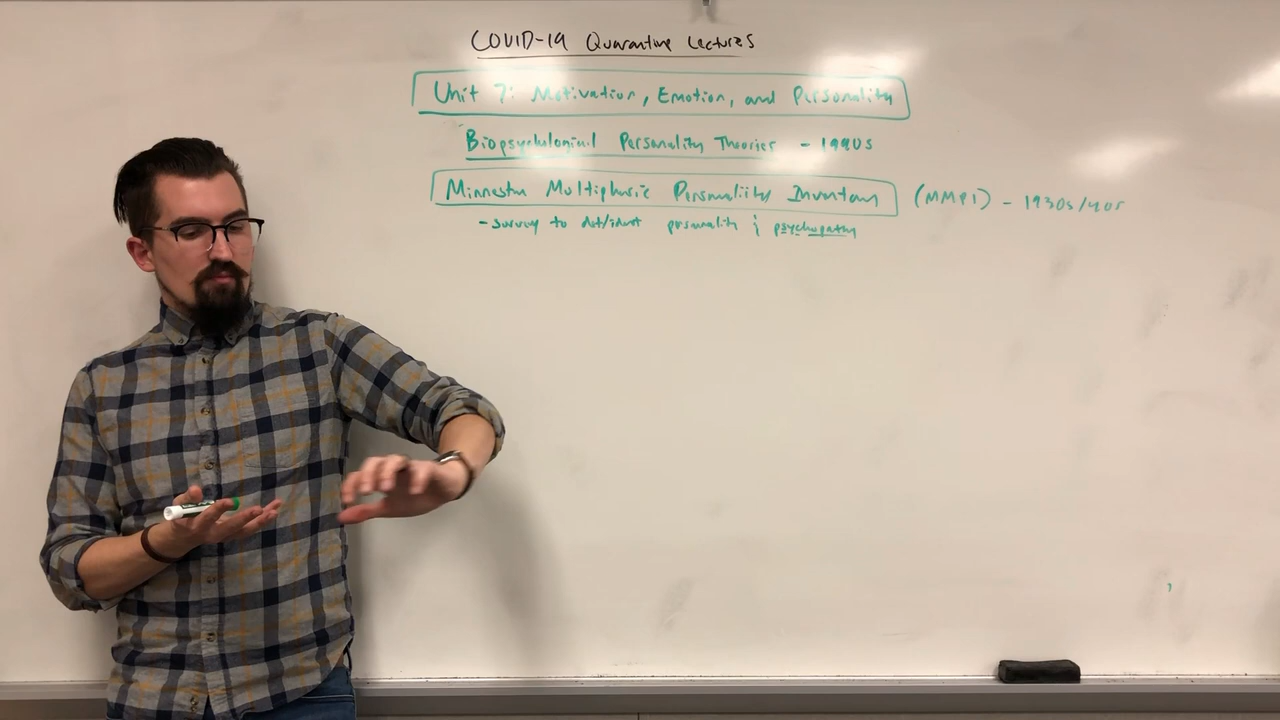 COVID-19 Quarantine Lectures
Unit 7: Motivation, Emotion, and Personality
Biopsychological Personality Theories - 1990s
Minnesota Multiphasic Personality Inventory (MMPI) - 1930s/40s
- survey to det/ident personality & psychopathy